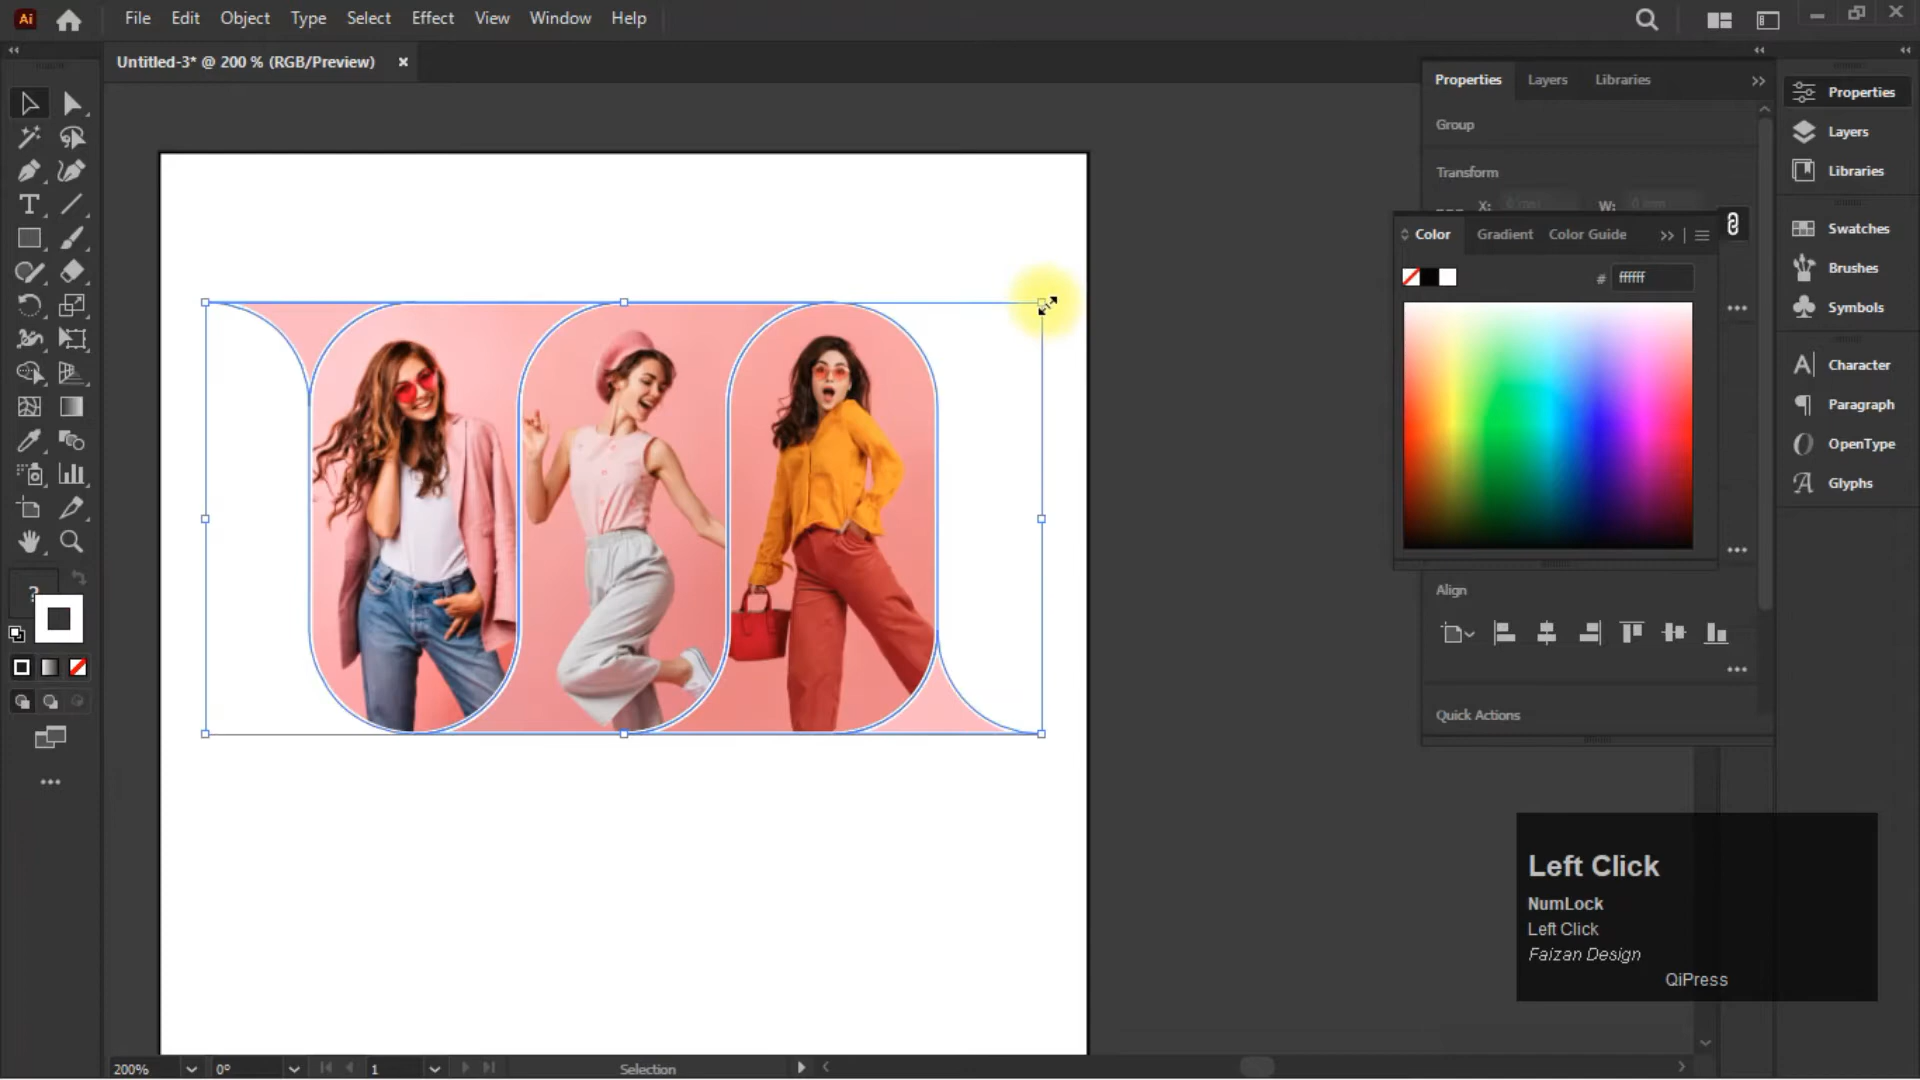 Ai
File Edit Object Type Select Effect View Window Help
Untitled-3* @ 200 % (RGB/Preview) ×
Properties Layers Libraries
Group
Transform
X: W:
Color Gradient Color Guide
# ffffff
Align
Quick Actions
Properties
Layers
Libraries
Swatches
Brushes
Symbols
Character
Paragraph
OpenType
Glyphs
?
Left Click
NumLock
Left Click
Faizan Design
QiPress
200% 0° 1 Selection